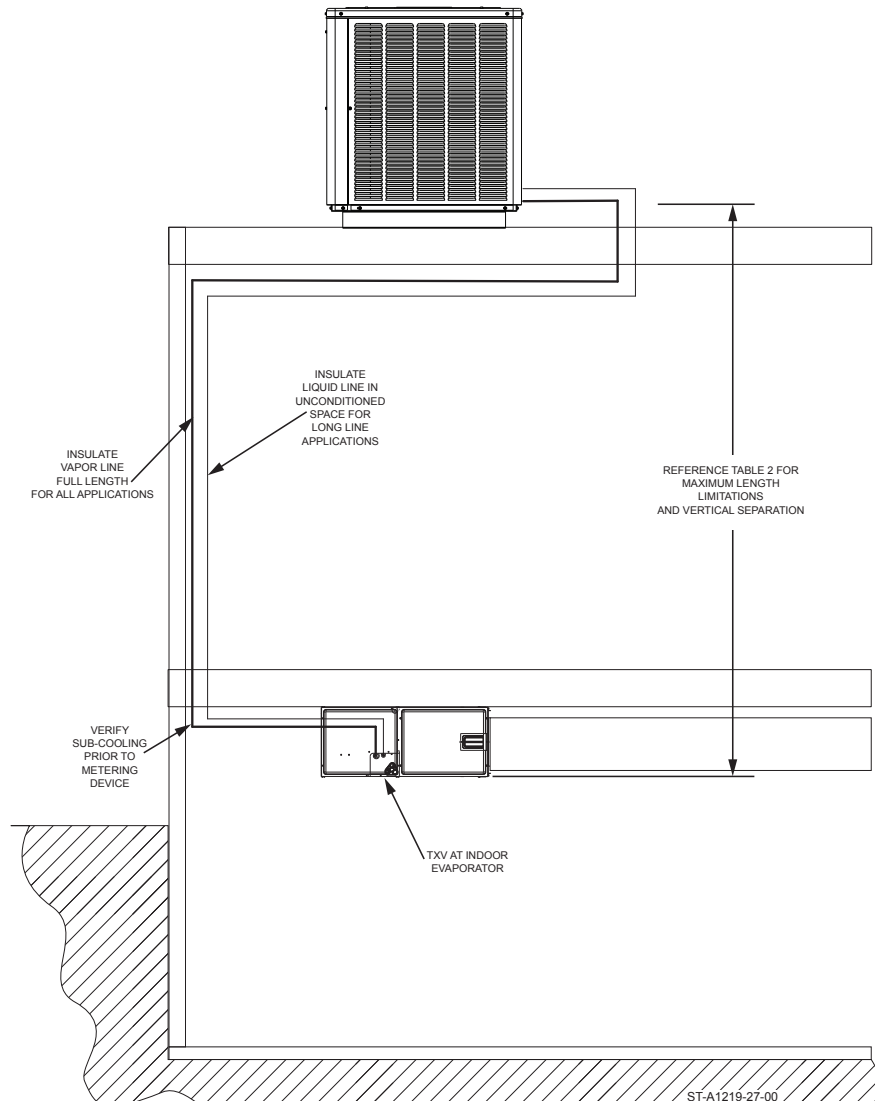 INSULATE
LIQUID LINE IN
UNCONDITIONED
SPACE FOR
LONG LINE
APPLICATIONS
INSULATE
VAPOR LINE
FULL LENGTH
FOR ALL APPLICATIONS
REFERENCE TABLE 2 FOR
MAXIMUM LENGTH
LIMITATIONS
AND VERTICAL SEPARATION
VERIFY
SUB-COOLING
PRIOR TO
METERING
DEVICE
TXV AT INDOOR
EVAPORATOR
ST-A1219-27-00